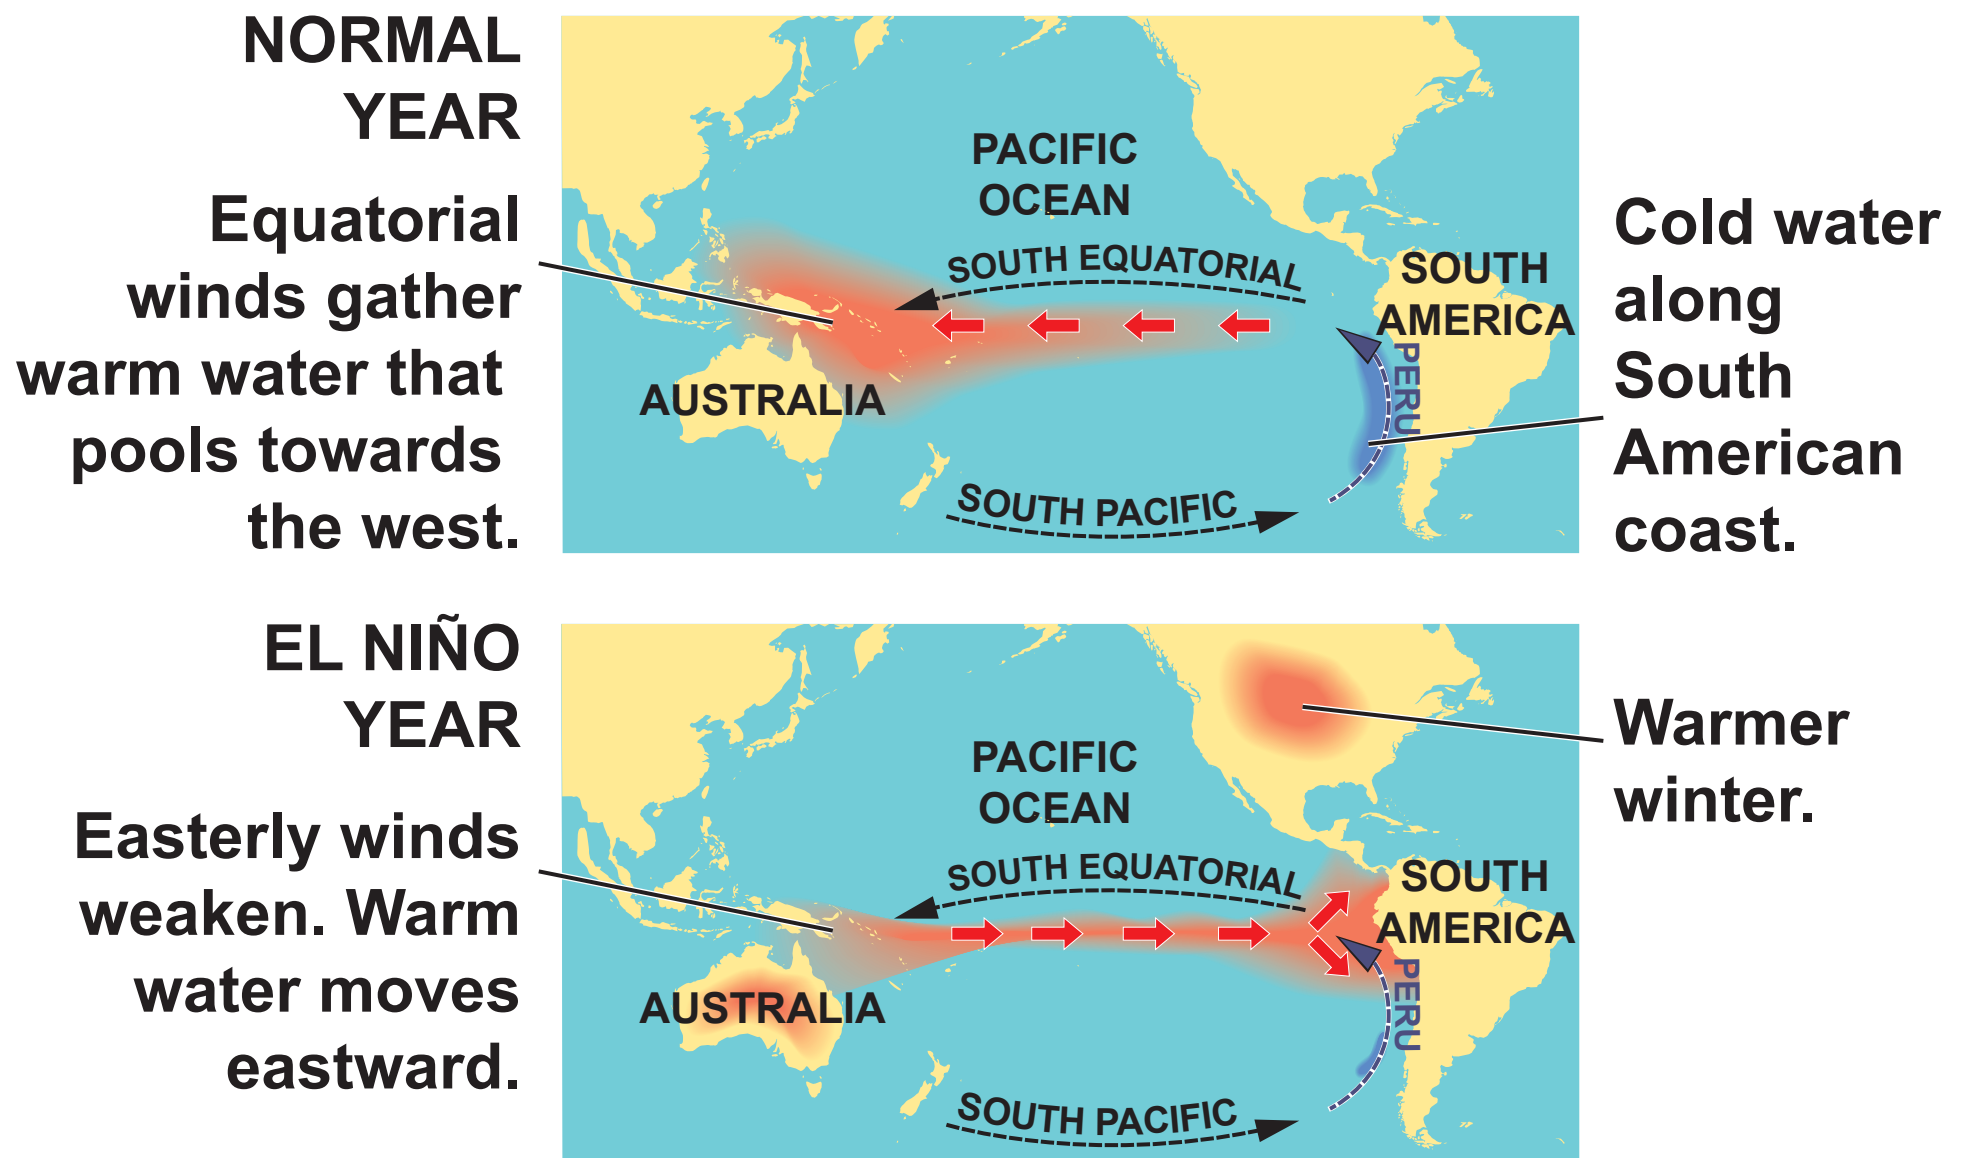 NORMAL
YEAR
Equatorial
winds gather
warm water that
pools towards
the west.
PACIFIC
OCEAN
SOUTH EQUATORIAL
SOUTH
AMERICA
PERU
AUSTRALIA
SOUTH PACIFIC
Cold water
along
South
American
coast.
EL NIÑO
YEAR
Easterly winds
weaken. Warm
water moves
eastward.
PACIFIC
OCEAN
SOUTH EQUATORIAL
SOUTH
AMERICA
PERU
AUSTRALIA
SOUTH PACIFIC
Warmer
winter.